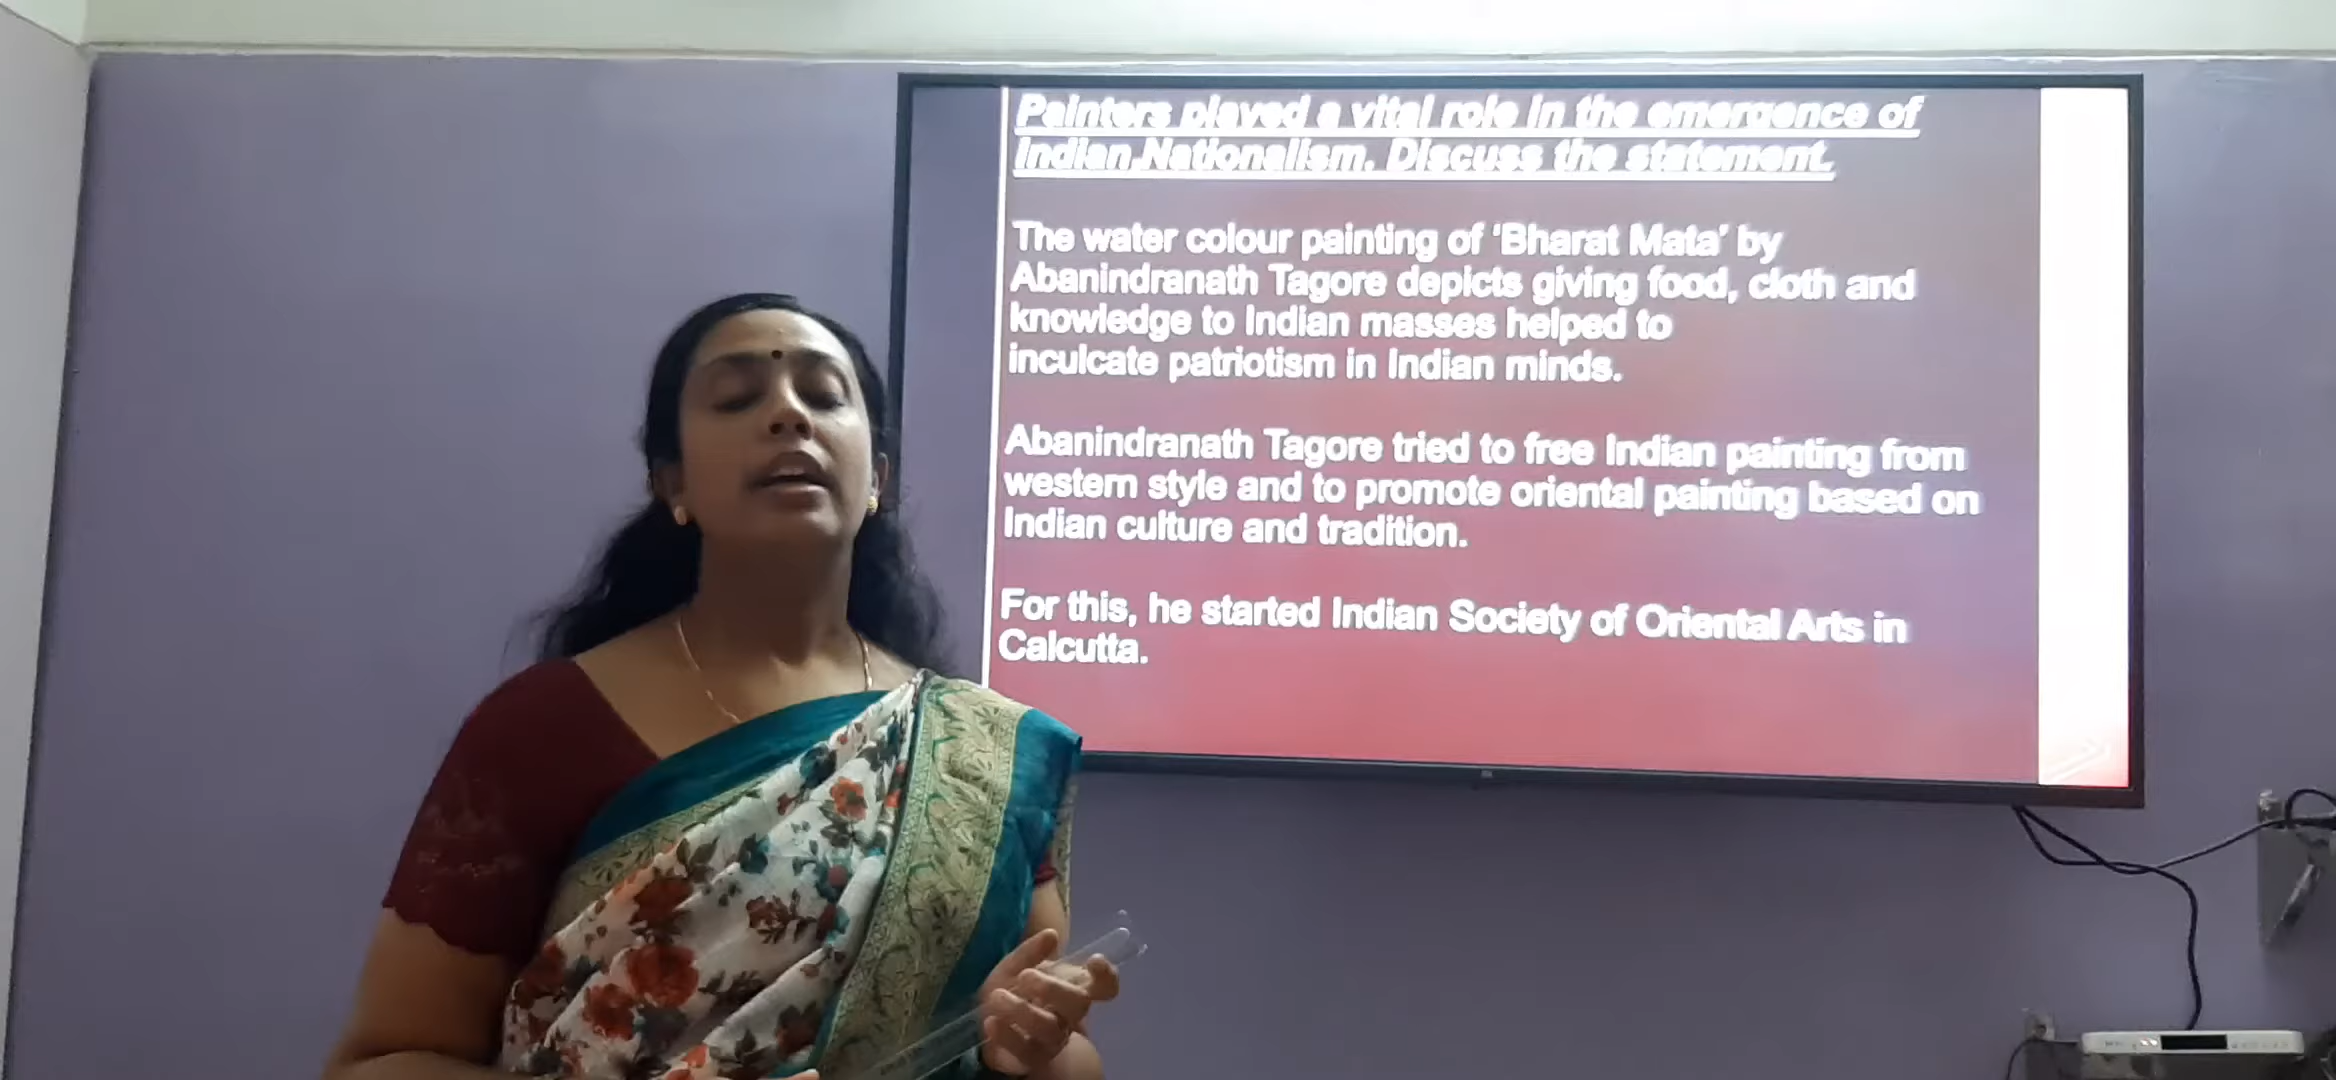 Painters played a vital role in the emergence of
Indian Nationalism. Discuss the statement.
The water colour painting of ‘Bharat Mata’ by
Abanindranath Tagore depicts giving food, cloth and
knowledge to Indian masses helped to
inculcate patriotism in Indian minds.
Abanindranath Tagore tried to free Indian painting from
western style and to promote oriental painting based on
Indian culture and tradition.
For this, he started Indian Society of Oriental Arts in
Calcutta.